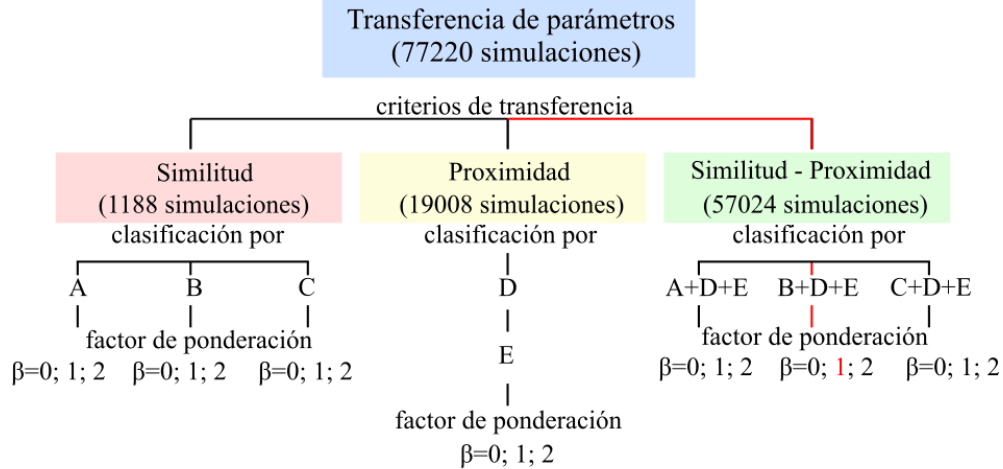 Transferencia de parámetros
(77220 simulaciones)
criterios de transferencia
Similitud
(1188 simulaciones)
clasificación por
A B C
factor de ponderación
β=0; 1; 2 β=0; 1; 2 β=0; 1; 2
Proximidad
(19008 simulaciones)
clasificación por
D
E
factor de ponderación
β=0; 1; 2
Similitud - Proximidad
(57024 simulaciones)
clasificación por
A+D+E B+D+E C+D+E
factor de ponderación
β=0; 1; 2 β=0; 1; 2 β=0; 1; 2